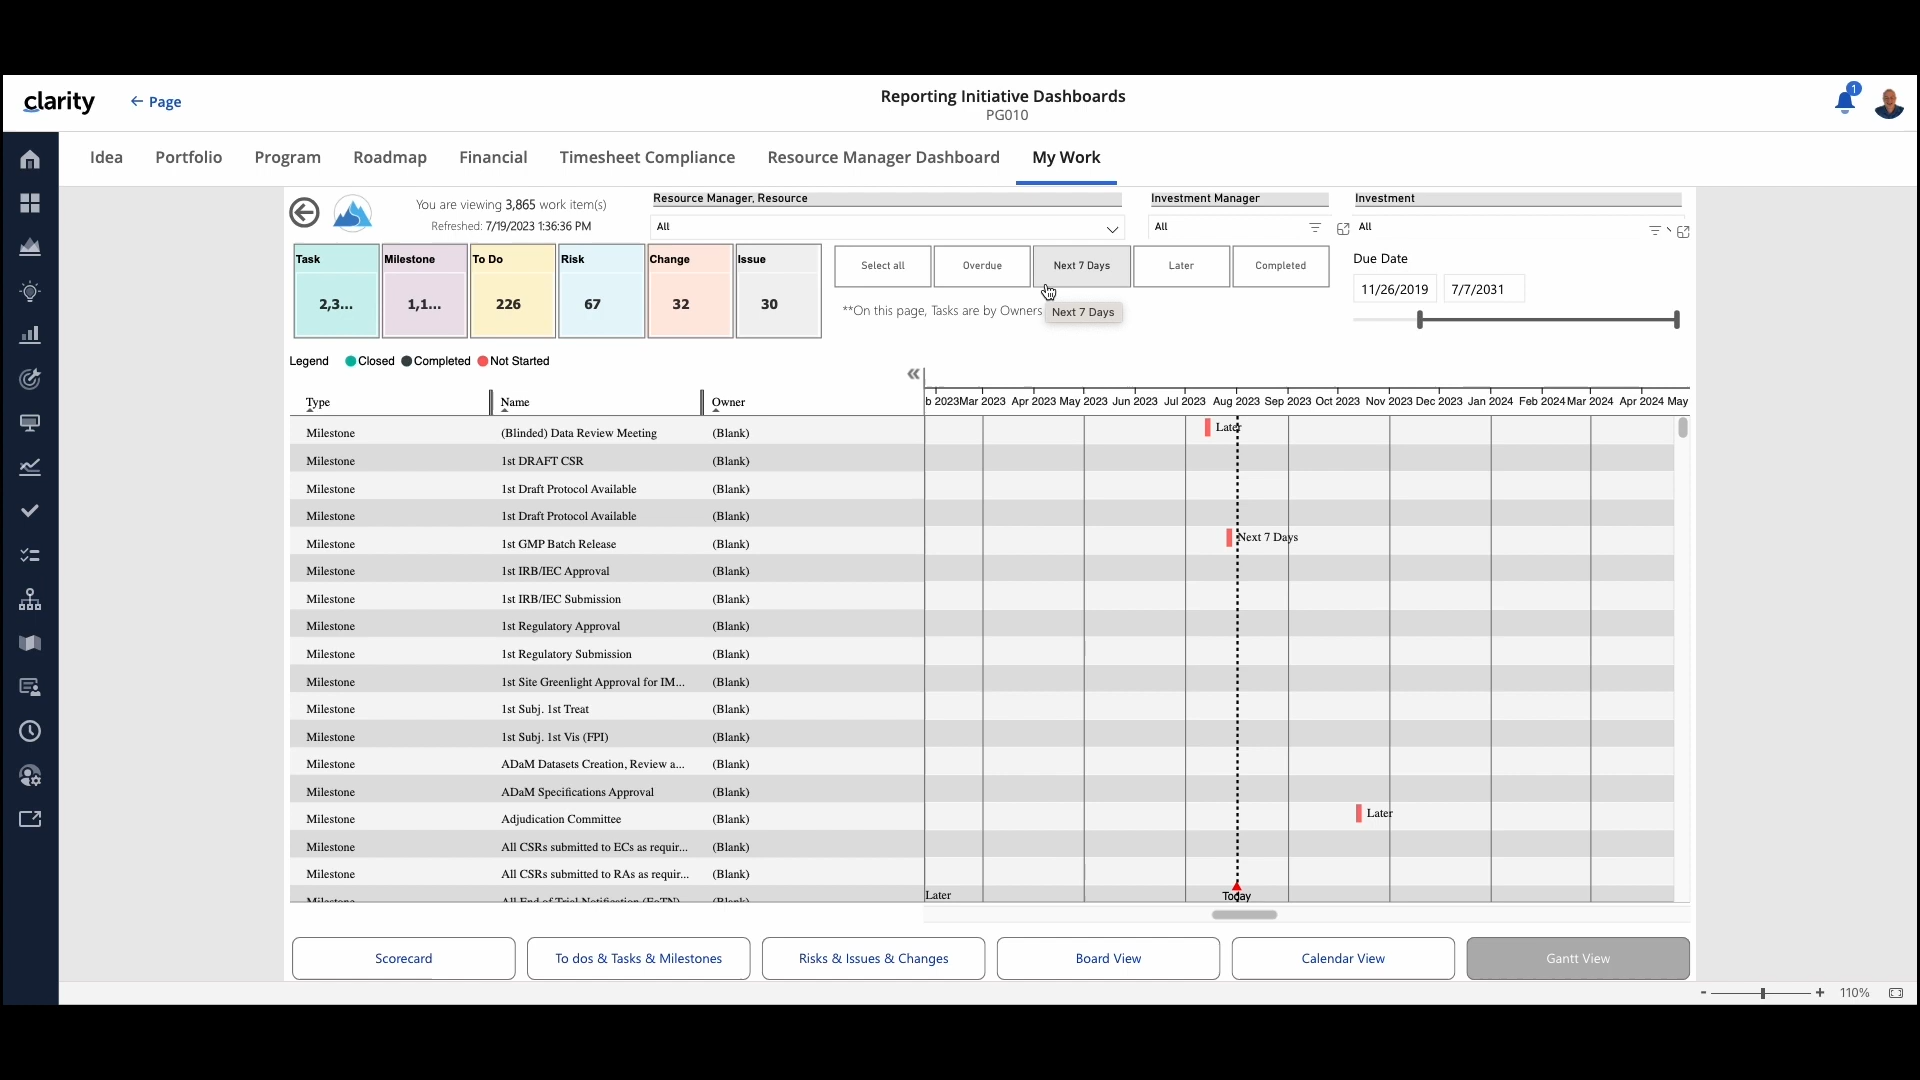 clarity
← Page
Reporting Initiative Dashboards
PG010
1
Idea
Portfolio
Program
Roadmap
Financial
Timesheet Compliance
Resource Manager Dashboard
My Work
You are viewing 3,865 work item(s)
Refreshed: 7/19/2023 1:36:36 PM
Resource Manager, Resource
All
Investment Manager
All
Investment
All
Task
2,3...
Milestone
1,1...
To Do
226
Risk
67
Change
32
Issue
30
Select all
Overdue
Next 7 Days
Later
Completed
**On this page, Tasks are by Owners
Next 7 Days
Due Date
11/26/2019
7/7/2031
Legend Closed Completed Not Started
Type Name Owner
b 2023 Mar 2023 Apr 2023 May 2023 Jun 2023 Jul 2023 Aug 2023 Sep 2023 Oct 2023 Nov 2023 Dec 2023 Jan 2024 Feb 2024 Mar 2024 Apr 2024 May
Milestone (Blinded) Data Review Meeting (Blank) Later
Milestone 1st DRAFT CSR (Blank)
Milestone 1st Draft Protocol Available (Blank)
Milestone 1st Draft Protocol Available (Blank)
Milestone 1st GMP Batch Release (Blank) Next 7 Days
Milestone 1st IRB/IEC Approval (Blank)
Milestone 1st IRB/IEC Submission (Blank)
Milestone 1st Regulatory Approval (Blank)
Milestone 1st Regulatory Submission (Blank)
Milestone 1st Site Greenlight Approval for IM... (Blank)
Milestone 1st Subj. 1st Treat (Blank)
Milestone 1st Subj. 1st Vis (FPI) (Blank)
Milestone ADaM Datasets Creation, Review a... (Blank)
Milestone ADaM Specifications Approval (Blank)
Milestone Adjudication Committee (Blank) Later
Milestone All CSRs submitted to ECs as requir... (Blank)
Milestone All CSRs submitted to RAs as requir... (Blank)
Milestone All End of Trial Notification (EoTN) (Blank) Later
Today
Scorecard
To dos & Tasks & Milestones
Risks & Issues & Changes
Board View
Calendar View
Gantt View
- + 110%